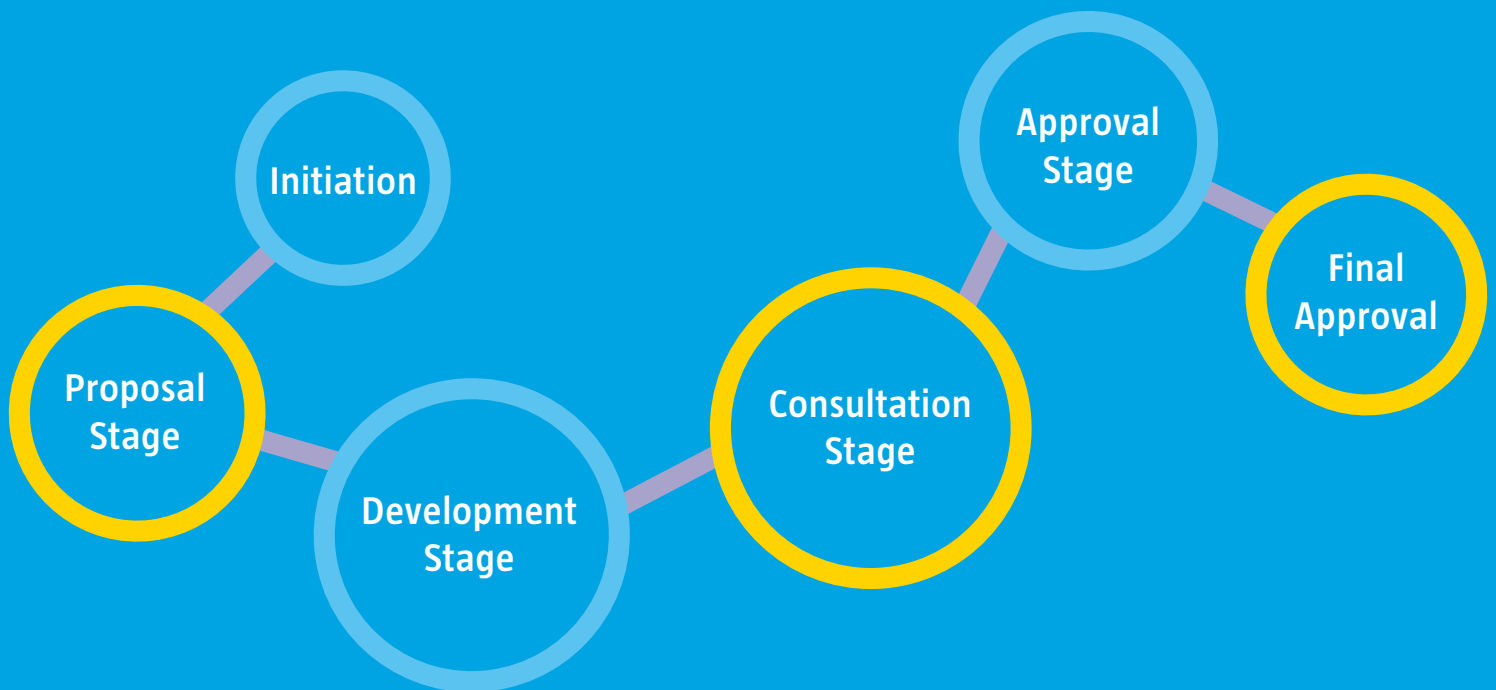 Initiation
Proposal
Stage
Development
Stage
Consultation
Stage
Approval
Stage
Final
Approval